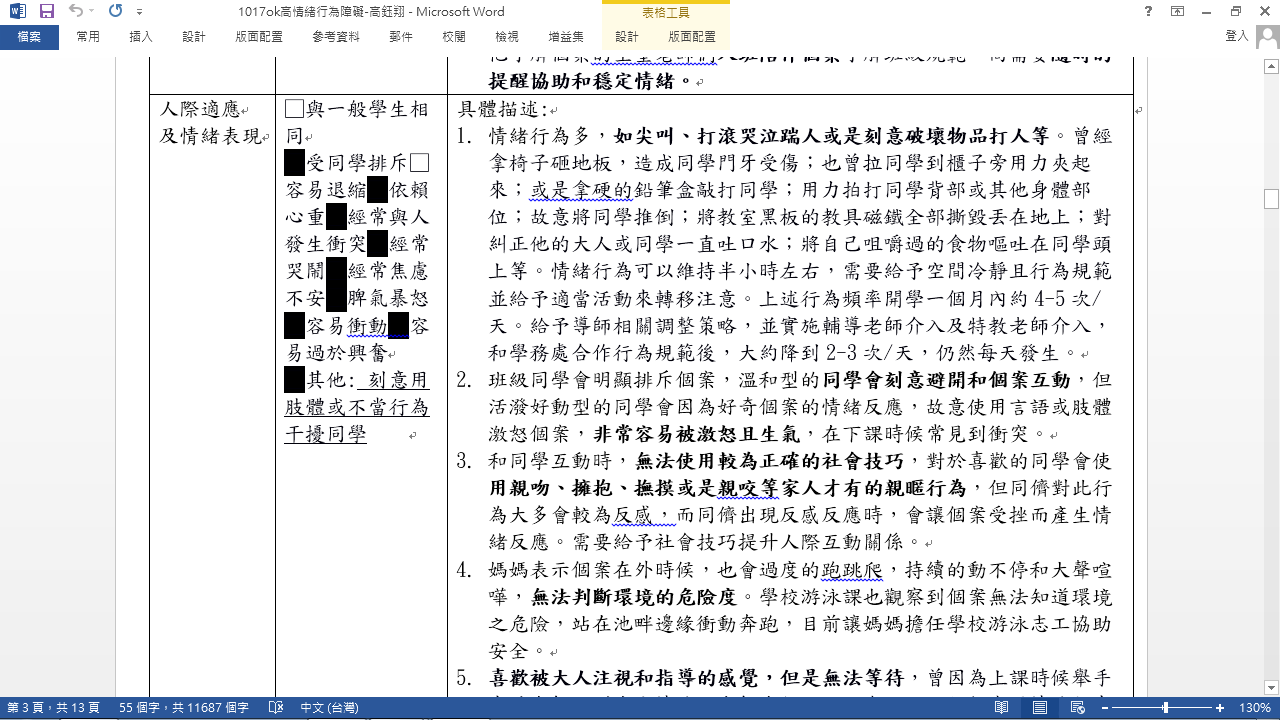 1017ok高情緒行為障礙-高鈺翊 - Microsoft Word
表格工具
檔案 常用 插入 設計 版面配置 參考資料 郵件 校閱 檢視 增益集 設計 版面配置 登入
提醒協助和穩定情緒。
人際適應
及情緒表現
□與一般學生相
同
■受同學排斥□
容易退縮■依賴
心重■經常與人
發生衝突■經常
哭鬧■經常焦慮
不安■脾氣暴怒
■容易衝動■容
易過於興奮
■其他: 刻意用
肢體或不當行為
干擾同學
具體描述:
1. 情緒行為多，如尖叫、打滾哭泣踹人或是刻意破壞物品打人等。曾經
拿椅子砸地板，造成同學門牙受傷；也曾拉同學到櫃子旁用力夾起
來；或是拿硬的鉛筆盒敲打同學；用力拍打同學背部或其他身體部
位；故意將同學推倒；將教室黑板的教具磁鐵全部撕毀丟在地上；對
糾正他的大人或同學一直吐口水；將自己咀嚼過的食物嘔吐在同學頭
上等。情緒行為可以維持半小時左右，需要給予空間冷靜且行為規範
並給予適當活動來轉移注意。上述行為頻率開學一個月內約 4-5 次/
天。給予導師相關調整策略，並實施輔導老師介入及特教老師介入，
和學務處合作行為規範後，大約降到 2-3 次/天，仍然每天發生。
2. 班級同學會明顯排斥個案，溫和型的同學會刻意避開和個案互動，但
活潑好動型的同學會因為好奇個案的情緒反應，故意使用言語或肢體
激怒個案，非常容易被激怒且生氣，在下課時候常見到衝突。
3. 和同學互動時，無法使用較為正確的社會技巧，對於喜歡的同學會使
用親吻、擁抱、撫摸或是親咬等家人才有的親暱行為，但同儕對此行
為大多會較為反感，而同儕出現反感反應時，會讓個案受挫而產生情
緒反應。需要給予社會技巧提升人際互動關係。
4. 媽媽表示個案在外時候，也會過度的跑跳爬，持續的動不停和大聲喧
嘩，無法判斷環境的危險度。學校游泳課也觀察到個案無法知道環境
之危險，站在池畔邊緣衝動奔跑，目前讓媽媽擔任學校游泳志工協助
安全。
5. 喜歡被大人注視和指導的感覺，但是無法等待，曾因為上課時候舉手
第 3 頁，共 13 頁 55 個字，共 11687 個字 中文 (台灣) 130%